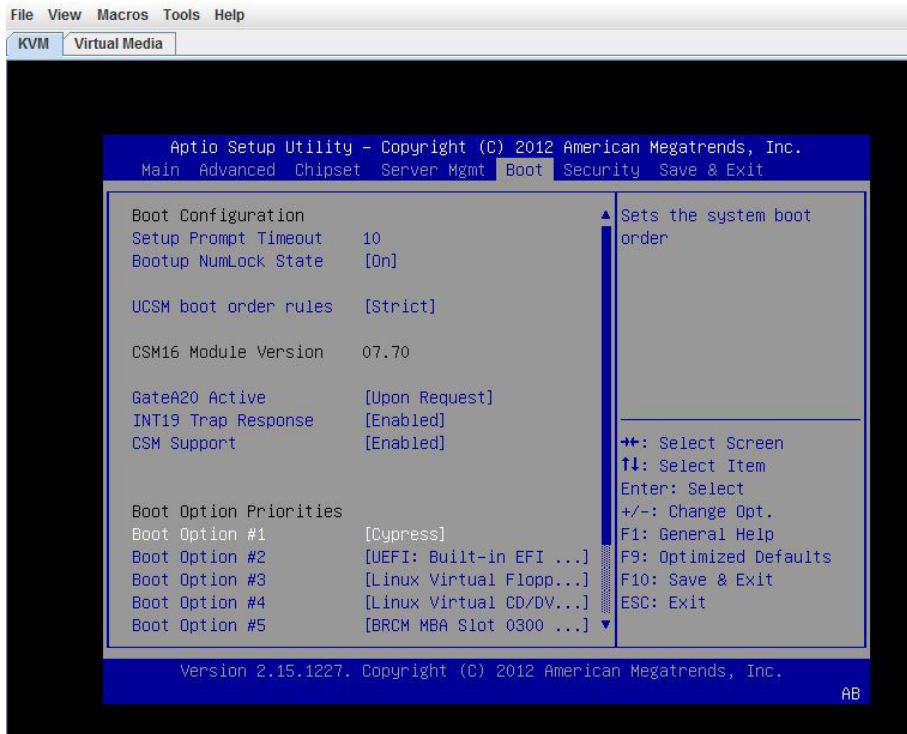 File View Macros Tools Help
KVM Virtual Media
Aptio Setup Utility – Copyright (C) 2012 American Megatrends, Inc.
Main Advanced Chipset Server Mgmt Boot Security Save & Exit
Boot Configuration
Setup Prompt Timeout 10
Bootup NumLock State [On]
UCSM boot order rules [Strict]
CSM16 Module Version 07.70
GateA20 Active [Upon Request]
INT19 Trap Response [Enabled]
CSM Support [Enabled]
Boot Option Priorities
Boot Option #1 [Cypress]
Boot Option #2 [UEFI: Built-in EFI ...]
Boot Option #3 [Linux Virtual Flopp...]
Boot Option #4 [Linux Virtual CD/DV...]
Boot Option #5 [BRCM MBA Slot 0300 ...]
Sets the system boot
order
→←: Select Screen
↑↓: Select Item
Enter: Select
+/-: Change Opt.
F1: General Help
F9: Optimized Defaults
F10: Save & Exit
ESC: Exit
Version 2.15.1227. Copyright (C) 2012 American Megatrends, Inc.
AB